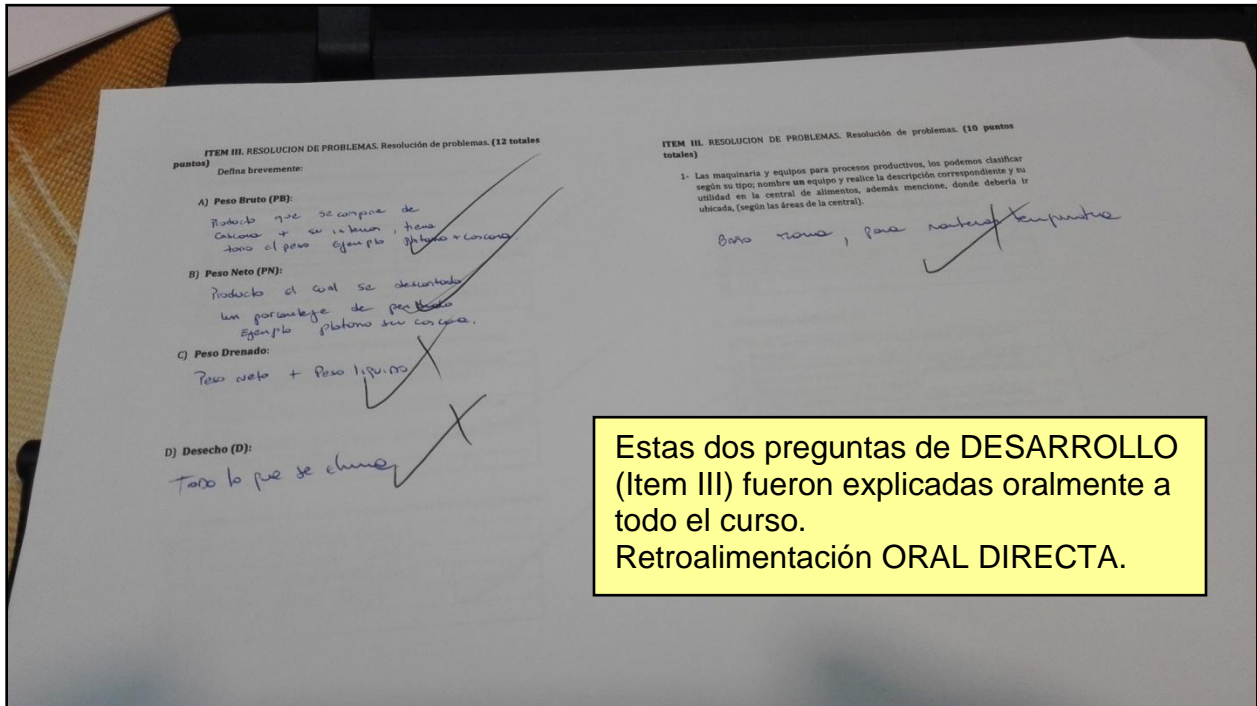 ITEM III. RESOLUCION DE PROBLEMAS. Resolución de problemas. (12 totales
puntos)
Defina brevemente:
A) Peso Bruto (PB):
Producto que se compone de
cascara + su interior, tiene
todo el peso Ejemplo platano + cascara.
B) Peso Neto (PN):
Producto el cual se descontado
un porcentaje de
Ejemplo platano sin cascara.
C) Peso Drenado:
Peso neto + Peso liquido
D) Desecho (D):
Todo lo que se elimina
ITEM III. RESOLUCION DE PROBLEMAS. Resolución de problemas. (10 puntos
totales)
1- Las maquinaria y equipos para procesos productivos, los podemos clasificar
según su tipo; nombre un equipo y realice la descripción correspondiente y su
utilidad en la central de alimentos, además mencione, donde debería ir
ubicada, (según las áreas de la central).
Baño maria, para mantener temperatura
Estas dos preguntas de DESARROLLO
(Item III) fueron explicadas oralmente a
todo el curso.
Retroalimentación ORAL DIRECTA.